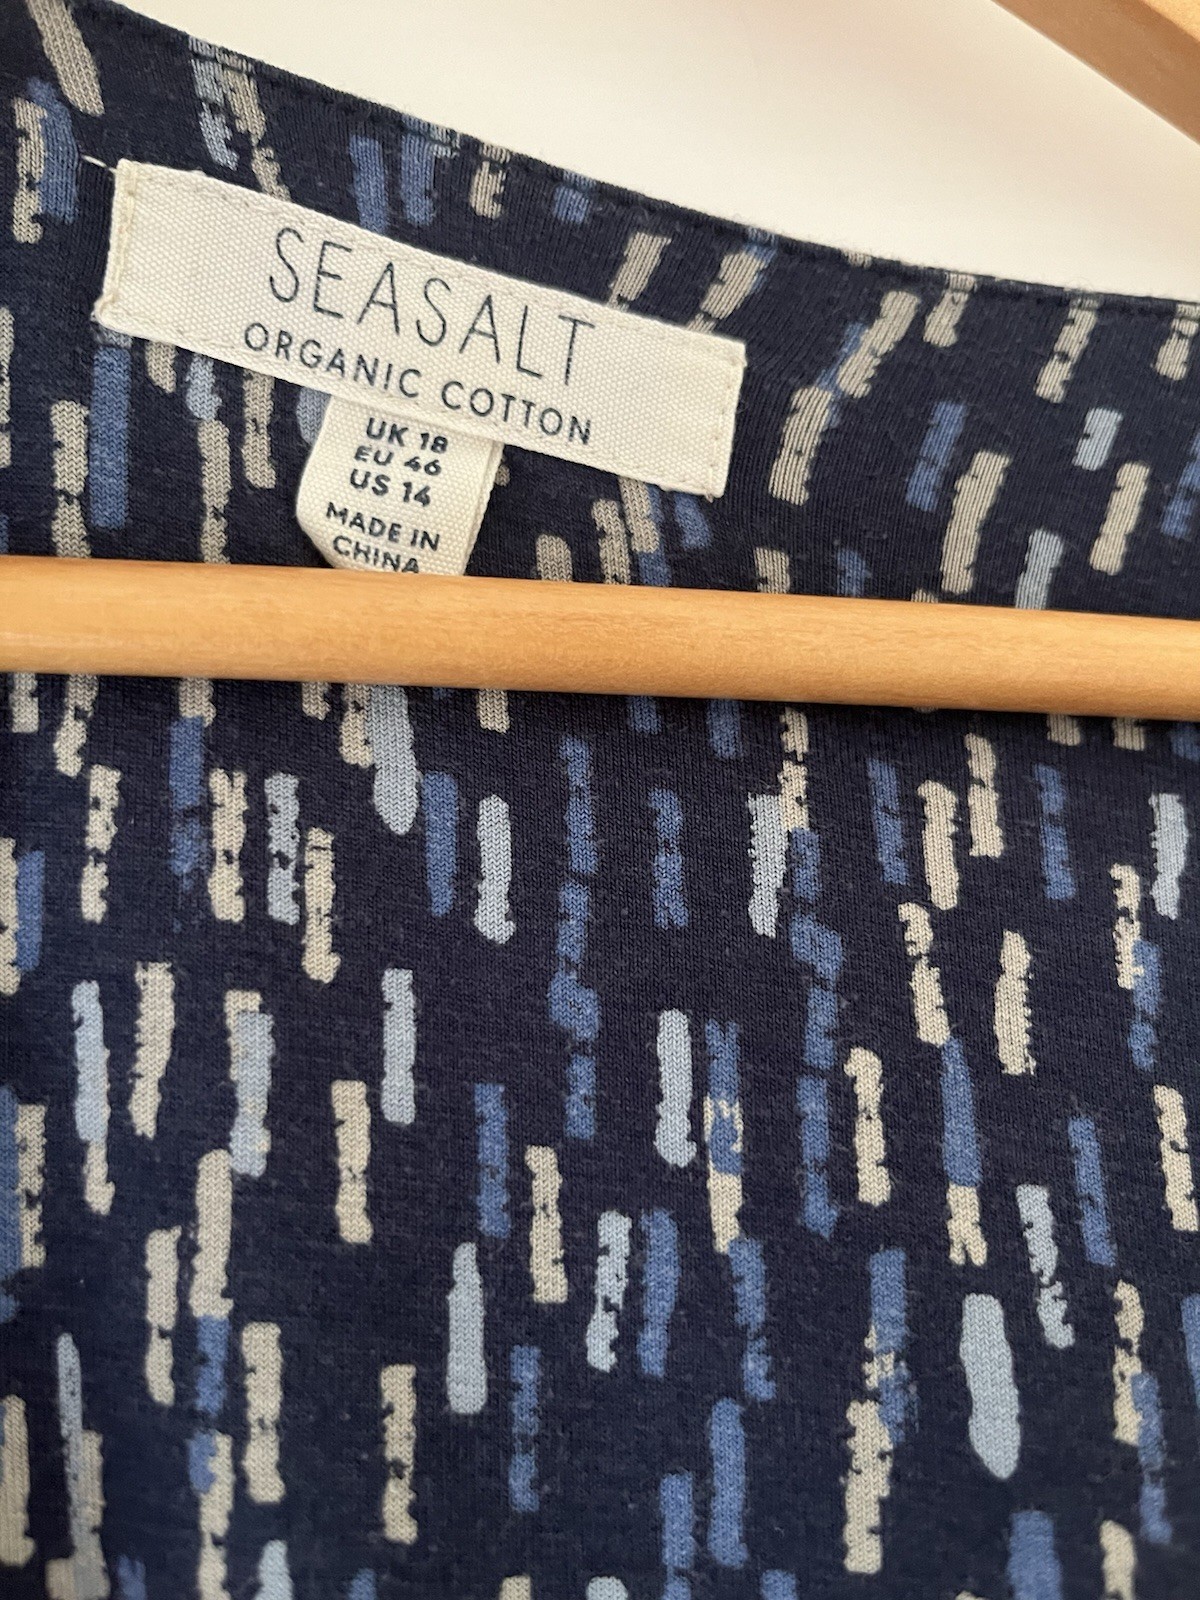 SEASALT
ORGANIC COTTON
UK 18
EU 46
US 14
MADE IN
CHINA